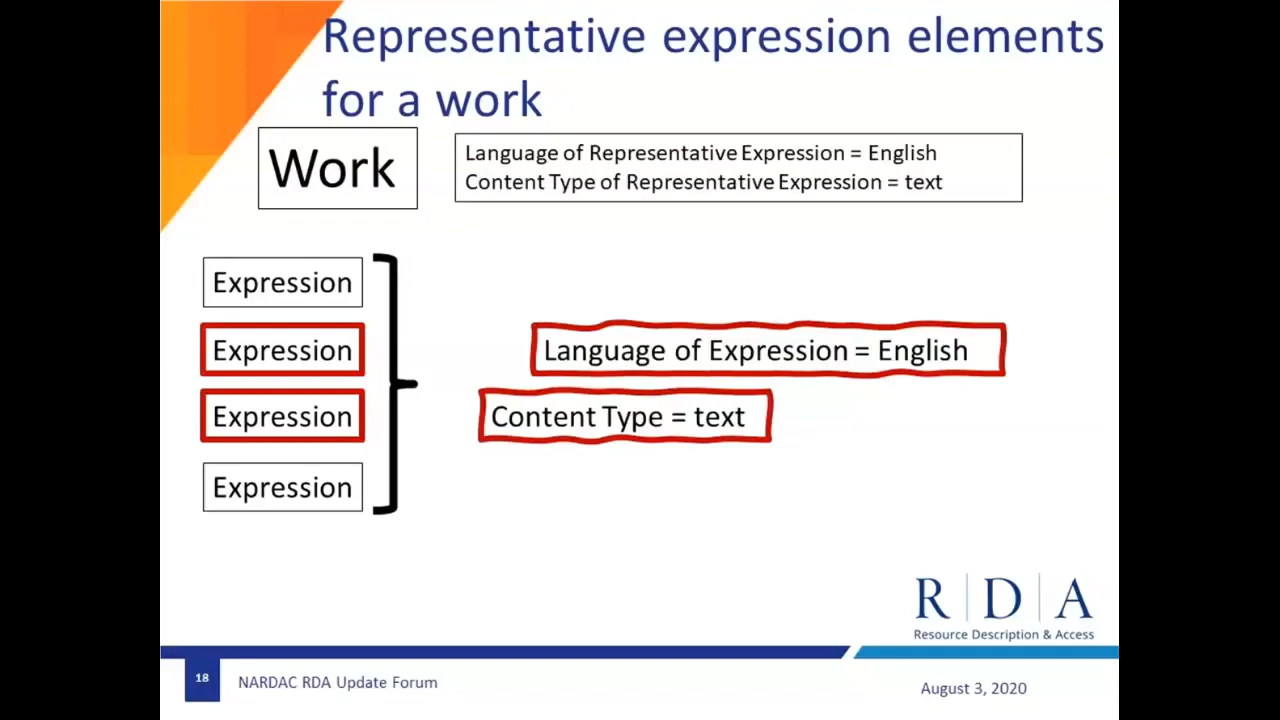 Representative expression elements
for a work
Work
Language of Representative Expression = English
Content Type of Representative Expression = text
Expression
Expression
Language of Expression = English
Expression
Content Type = text
Expression
R D A
Resource Description & Access
18
NARDAC RDA Update Forum
August 3, 2020